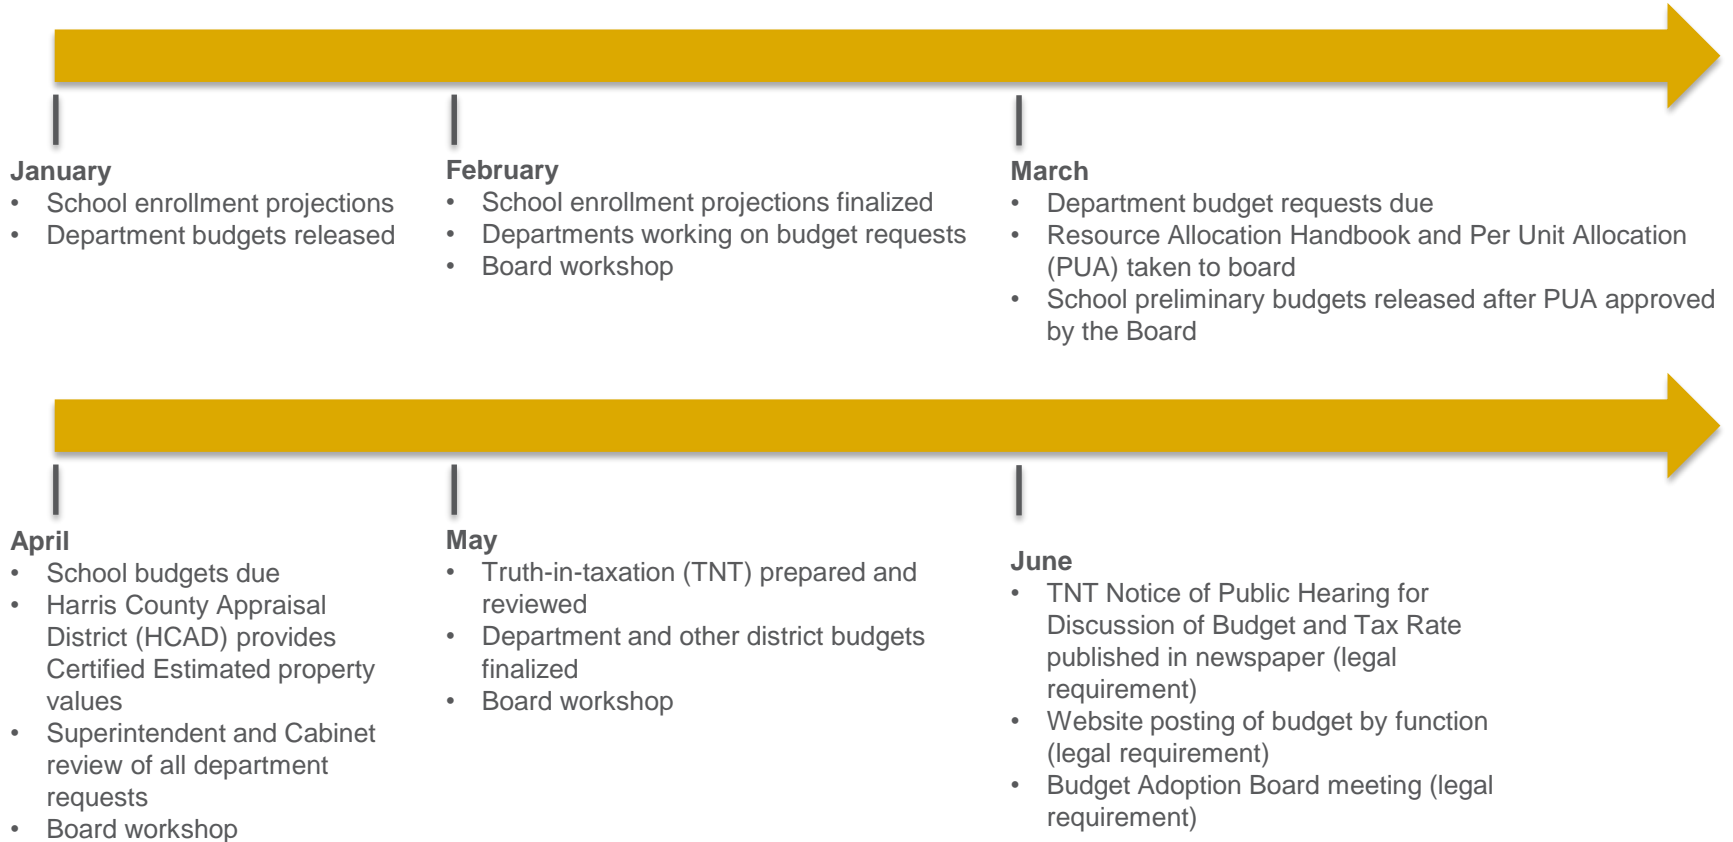 January
• School enrollment projections
• Department budgets released
February
• School enrollment projections finalized
• Departments working on budget requests
• Board workshop
March
• Department budget requests due
• Resource Allocation Handbook and Per Unit Allocation
(PUA) taken to board
• School preliminary budgets released after PUA approved
by the Board
April
• School budgets due
• Harris County Appraisal
District (HCAD) provides
Certified Estimated property
values
• Superintendent and Cabinet
review of all department
requests
• Board workshop
May
• Truth-in-taxation (TNT) prepared and
reviewed
• Department and other district budgets
finalized
• Board workshop
June
• TNT Notice of Public Hearing for
Discussion of Budget and Tax Rate
published in newspaper (legal
requirement)
• Website posting of budget by function
(legal requirement)
• Budget Adoption Board meeting (legal
requirement)